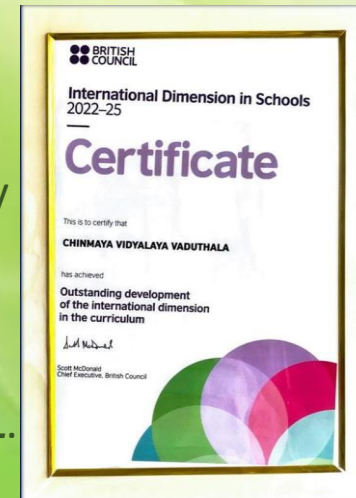 BRITISH
COUNCIL
International Dimension in Schools
2022–25
Certificate
This is to certify that
CHINMAYA VIDYALAYA VADUTHALA
has achieved
Outstanding development
of the international dimension
in the curriculum
Scott McDonald
Chief Executive, British Council